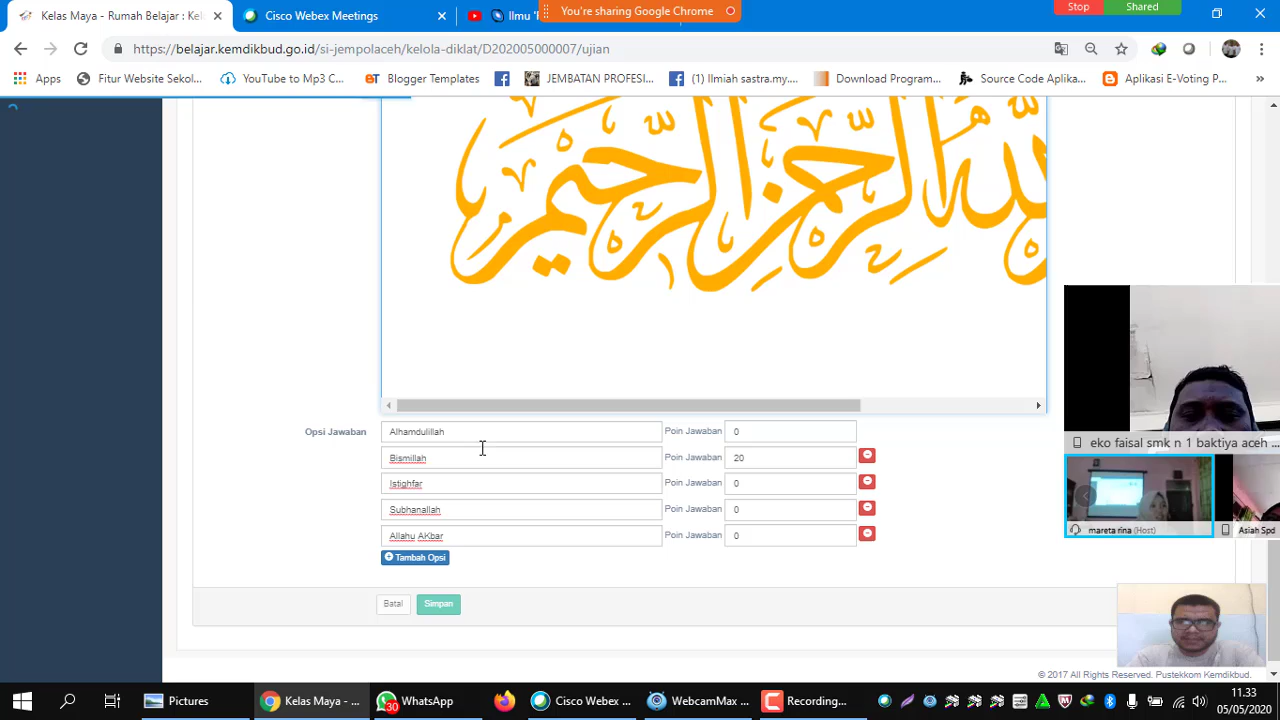 Kelas Maya - Rumah Belajar : Kel
Cisco Webex Meetings
Ilmu '
You're sharing Google Chrome
Stop
Shared
https://belajar.kemdikbud.go.id/si-jempolaceh/kelola-diklat/D202005000007/ujian
Apps
Fitur Website Sekol...
YouTube to Mp3 C...
Blogger Templates
JEMBATAN PROFESI...
(1) Ilmiah sastra.my....
Download Program...
Source Code Aplika...
Aplikasi E-Voting P...
»
الله الرحمن الرحيم
Opsi Jawaban
Alhamdulillah
Poin Jawaban
0
Bismillah
Poin Jawaban
20
Istighfar
Poin Jawaban
0
Subhanallah
Poin Jawaban
0
Allahu AKbar
Poin Jawaban
0
Tambah Opsi
Batal
Simpan
eko faisal smk n 1 baktiya aceh
mareta rina (Host)
Asiah Spd
© 2017 All Rights Reserved. Pustekkom Kemdikbud.
Pictures
Kelas Maya - ...
30
WhatsApp
Cisco Webex ...
WebcamMax ...
Recording...
11.33
05/05/2020